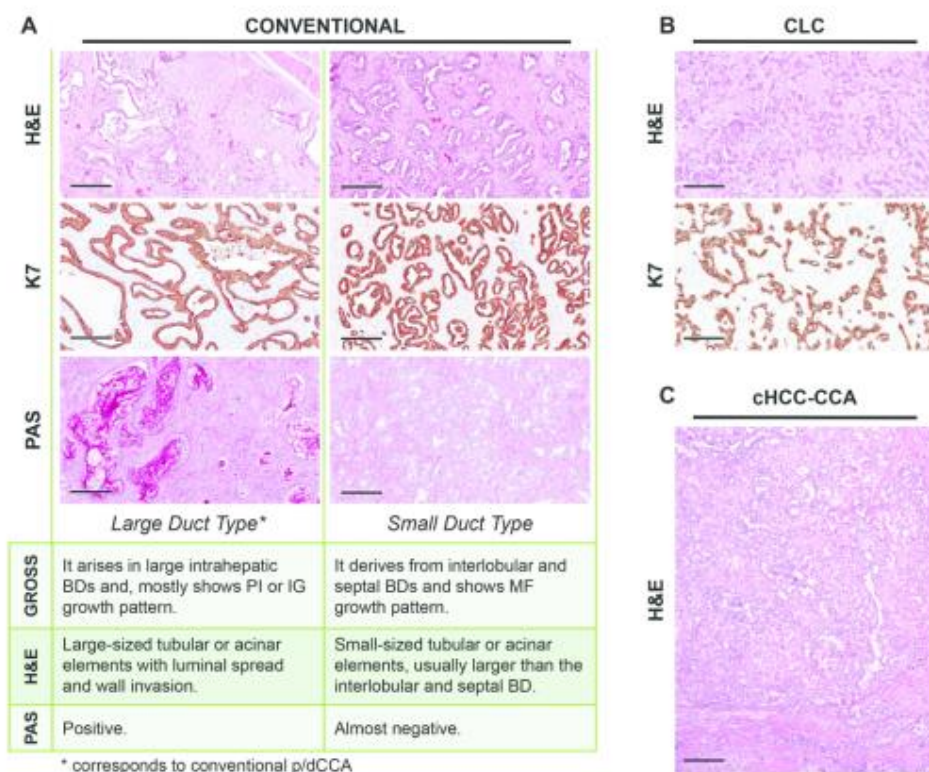 A
CONVENTIONAL
H&E
K7
PAS
Large Duct Type*
Small Duct Type
GROSS
It arises in large intrahepatic
BDs and, mostly shows PI or IG
growth pattern.
It derives from interlobular and
septal BDs and shows MF
growth pattern.
H&E
Large-sized tubular or acinar
elements with luminal spread
and wall invasion.
Small-sized tubular or acinar
elements, usually larger than the
interlobular and septal BD.
PAS
Positive.
Almost negative.
* corresponds to conventional p/dCCA
B
CLC
H&E
K7
C
cHCC-CCA
H&E